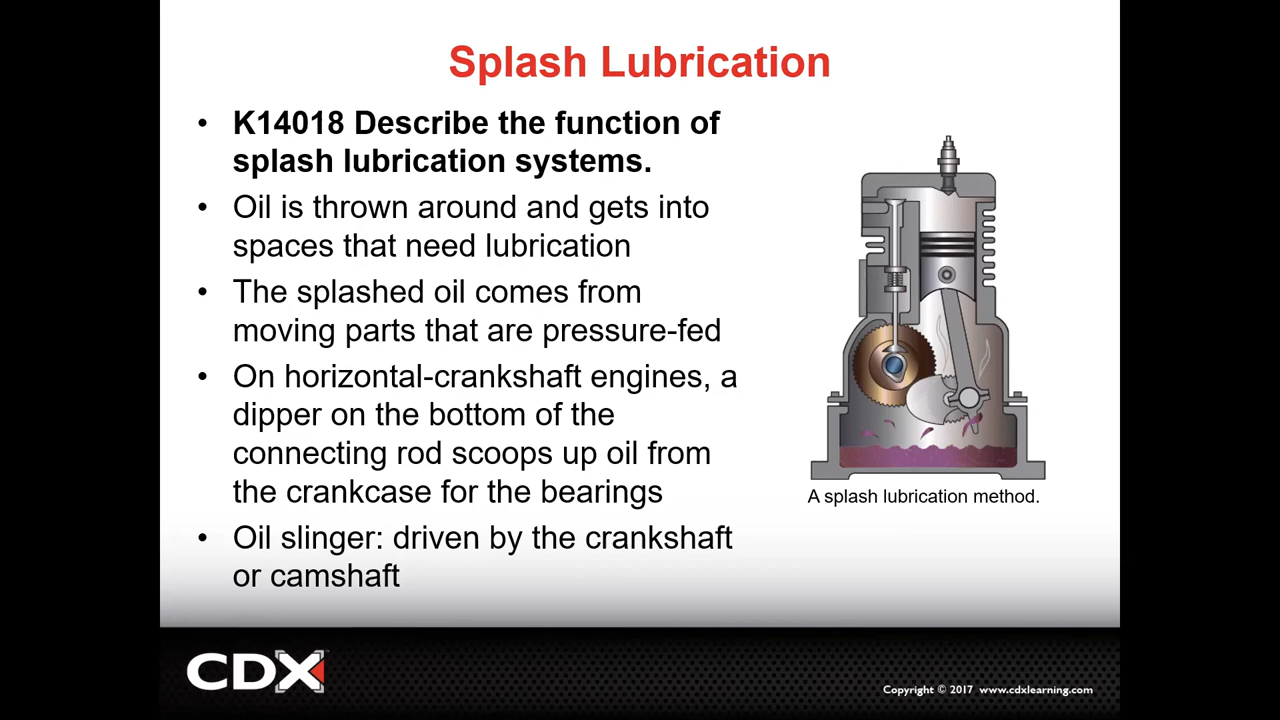 Splash Lubrication
• K14018 Describe the function of
splash lubrication systems.
• Oil is thrown around and gets into
spaces that need lubrication
• The splashed oil comes from
moving parts that are pressure-fed
• On horizontal-crankshaft engines, a
dipper on the bottom of the
connecting rod scoops up oil from
the crankcase for the bearings
• Oil slinger: driven by the crankshaft
or camshaft
A splash lubrication method.
CDX
Copyright © 2017 www.cdxlearning.com